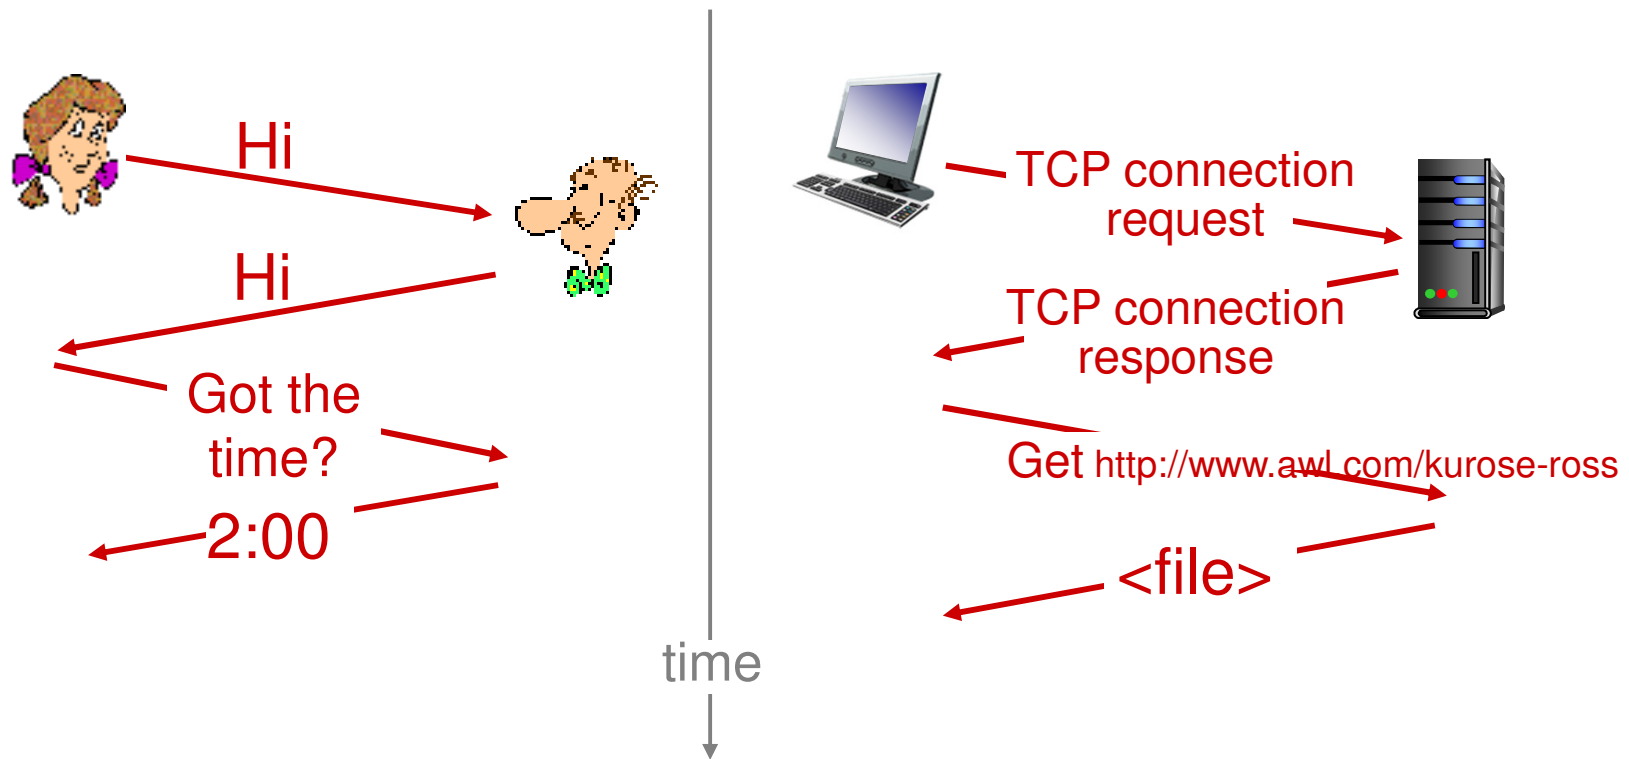 Hi
Hi
Got the
time?
2:00
TCP connection
request
TCP connection
response
Get http://www.awl.com/kurose-ross
<file>
time